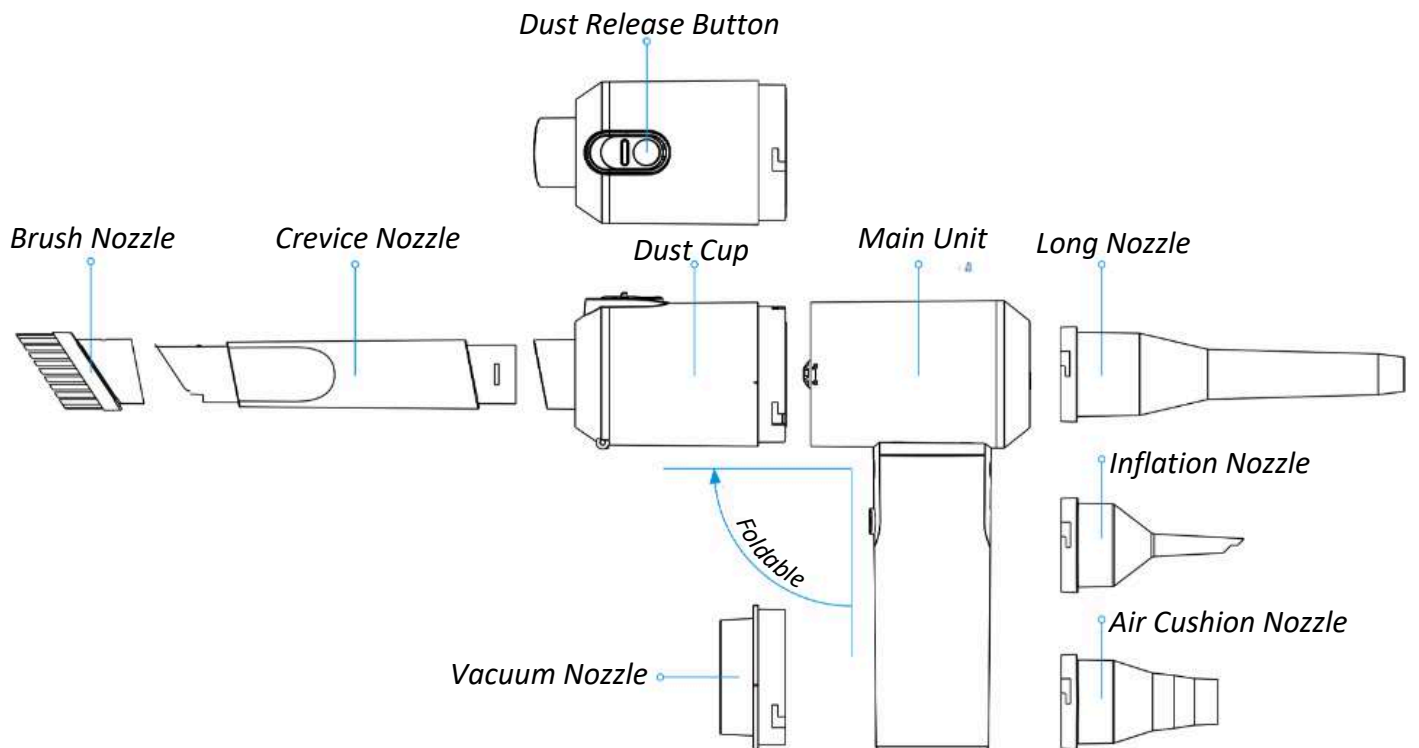 Dust Release Button
Brush Nozzle
Crevice Nozzle
Dust Cup
Main Unit
Long Nozzle
Inflation Nozzle
Foldable
Air Cushion Nozzle
Vacuum Nozzle